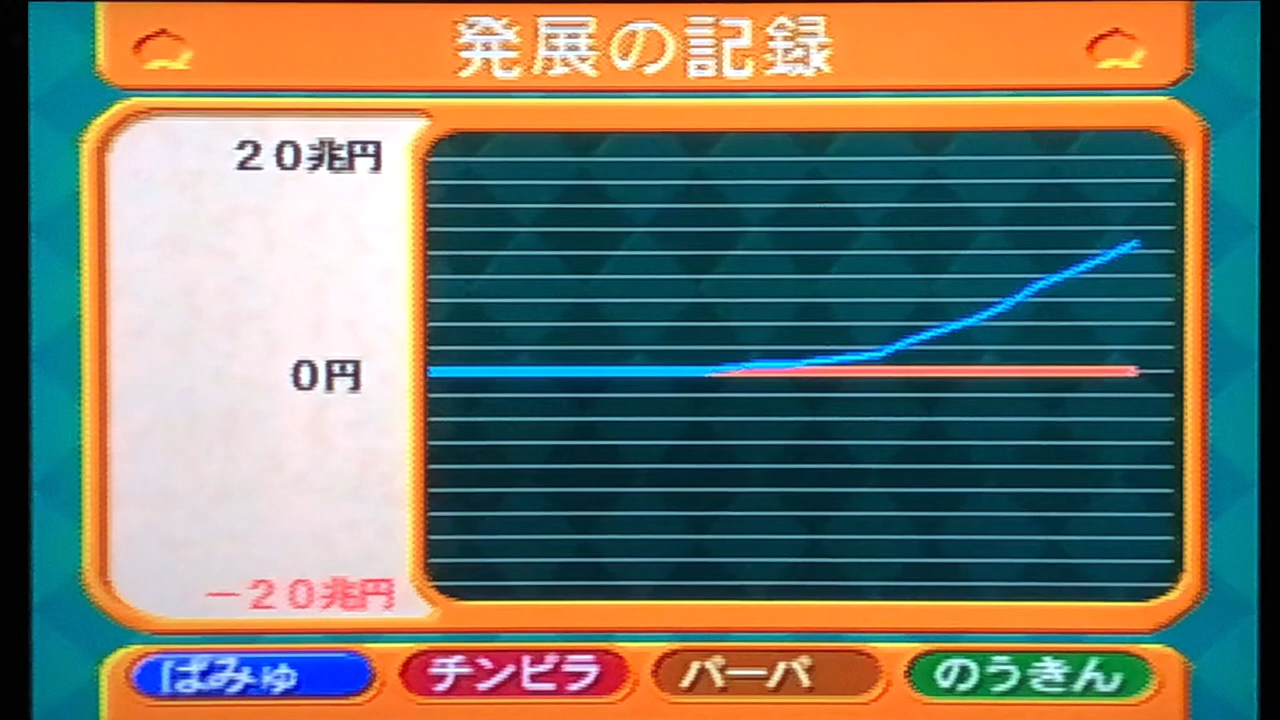 発展の記録
20兆円
0円
-20兆円
ぱみゅ チンピラ パーパ のうきん